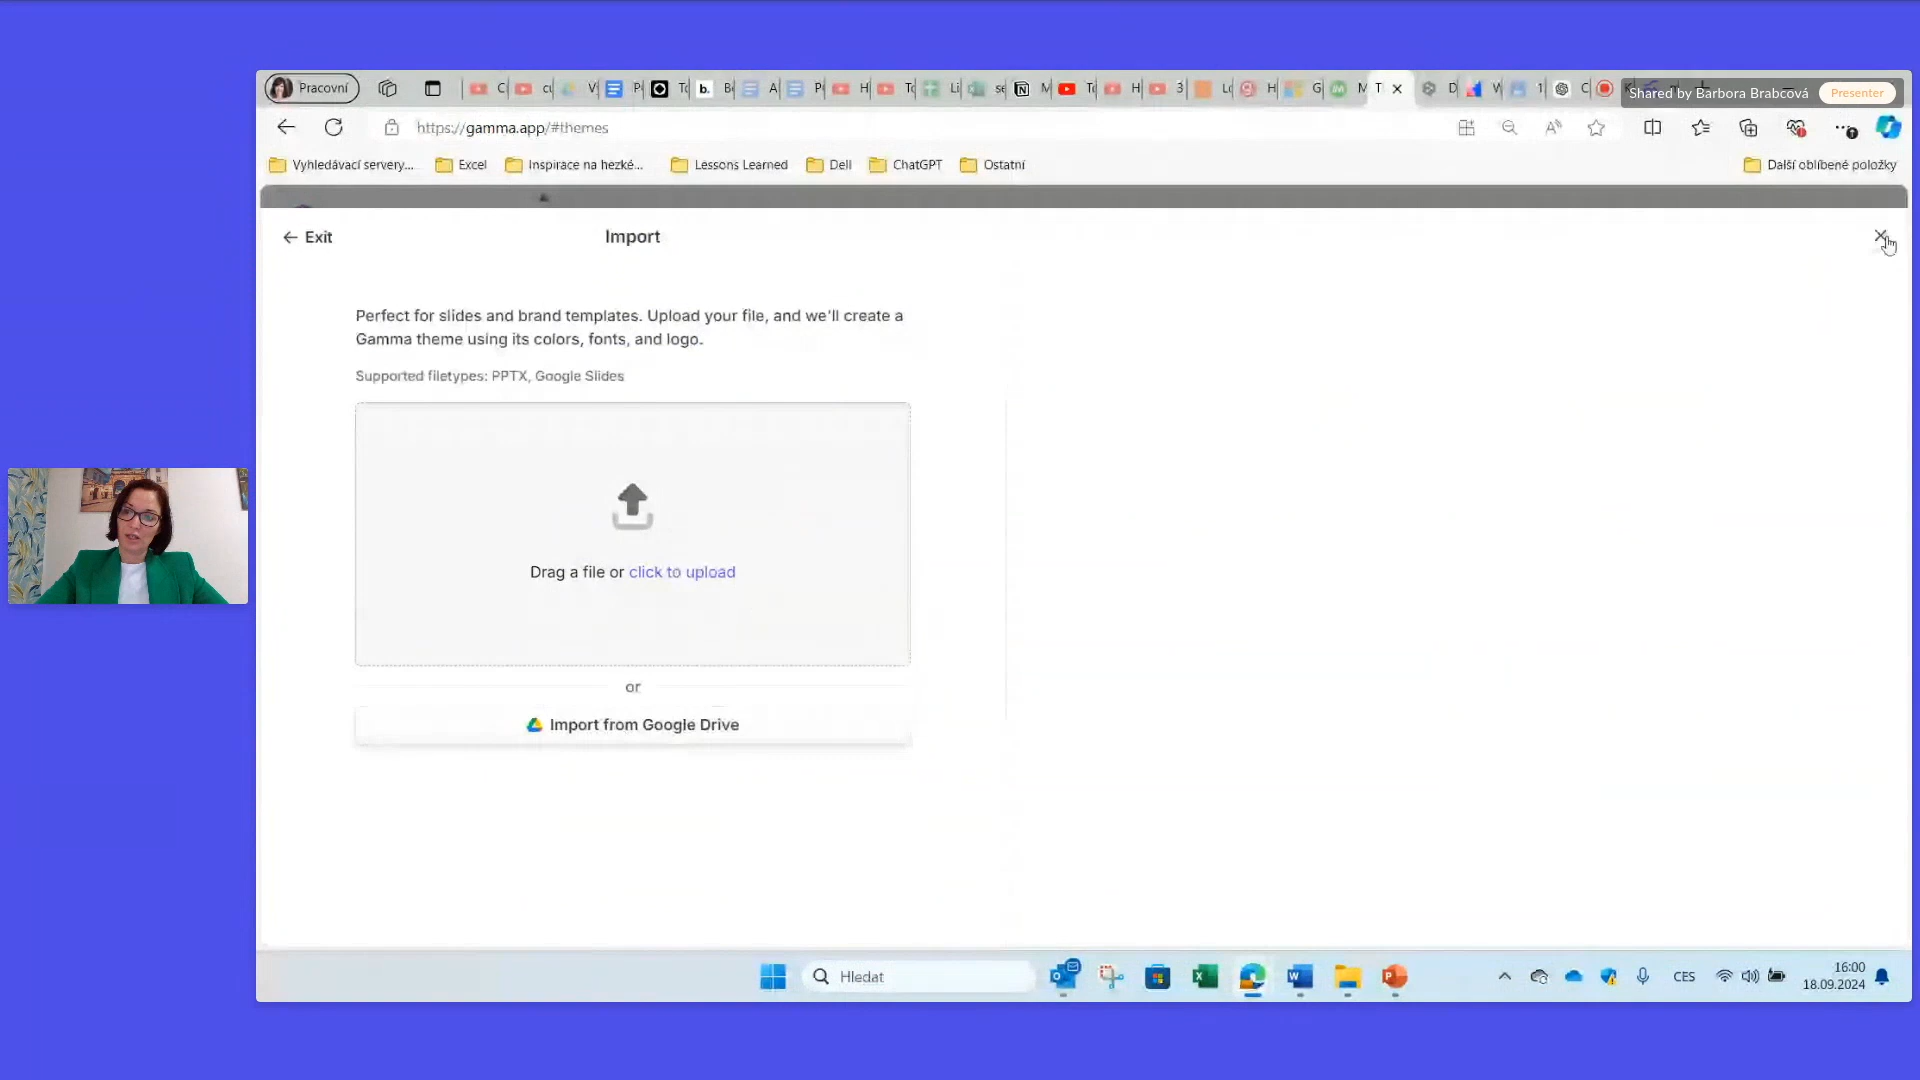 Pracovní
Shared by Barbora Brabcová Presenter
https://gamma.app/#themes
Vyhledávací servery... Excel Inspirace na hezké... Lessons Learned Dell ChatGPT Ostatní Další oblíbené položky
Exit Import
Perfect for slides and brand templates. Upload your file, and we'll create a
Gamma theme using its colors, fonts, and logo.
Supported filetypes: PPTX, Google Slides
Drag a file or click to upload
or
Import from Google Drive
Hledat
CES
16:00
18.09.2024